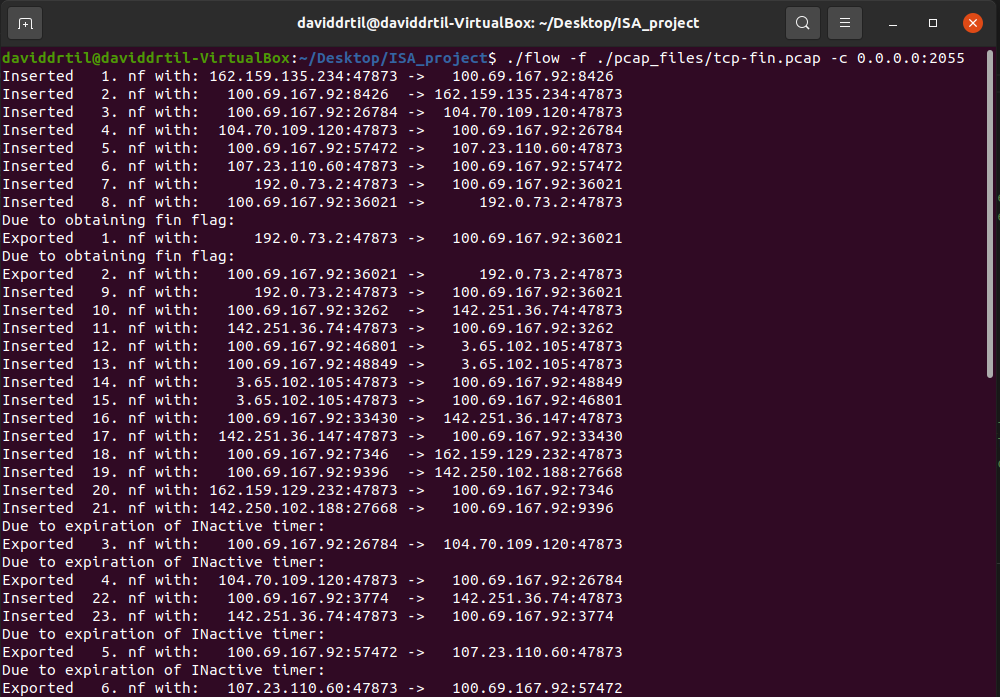 daviddrtil@daviddrtil-VirtualBox: ~/Desktop/ISA_project
daviddrtil@daviddrtil-VirtualBox:~/Desktop/ISA_project$ ./flow -f ./pcap_files/tcp-fin.pcap -c 0.0.0.0:2055
Inserted   1. nf with: 162.159.135.234:47873 ->   100.69.167.92:8426
Inserted   2. nf with:   100.69.167.92:8426  -> 162.159.135.234:47873
Inserted   3. nf with:   100.69.167.92:26784 ->  104.70.109.120:47873
Inserted   4. nf with:  104.70.109.120:47873 ->   100.69.167.92:26784
Inserted   5. nf with:   100.69.167.92:57472 ->   107.23.110.60:47873
Inserted   6. nf with:   107.23.110.60:47873 ->   100.69.167.92:57472
Inserted   7. nf with:      192.0.73.2:47873 ->   100.69.167.92:36021
Inserted   8. nf with:   100.69.167.92:36021 ->      192.0.73.2:47873
Due to obtaining fin flag:
Exported   1. nf with:      192.0.73.2:47873 ->   100.69.167.92:36021
Due to obtaining fin flag:
Exported   2. nf with:   100.69.167.92:36021 ->      192.0.73.2:47873
Inserted   9. nf with:      192.0.73.2:47873 ->   100.69.167.92:36021
Inserted  10. nf with:   100.69.167.92:3262  ->   142.251.36.74:47873
Inserted  11. nf with:   142.251.36.74:47873 ->   100.69.167.92:3262
Inserted  12. nf with:   100.69.167.92:46801 ->    3.65.102.105:47873
Inserted  13. nf with:   100.69.167.92:48849 ->    3.65.102.105:47873
Inserted  14. nf with:    3.65.102.105:47873 ->   100.69.167.92:48849
Inserted  15. nf with:    3.65.102.105:47873 ->   100.69.167.92:46801
Inserted  16. nf with:   100.69.167.92:33430 ->  142.251.36.147:47873
Inserted  17. nf with:  142.251.36.147:47873 ->   100.69.167.92:33430
Inserted  18. nf with:   100.69.167.92:7346  -> 162.159.129.232:47873
Inserted  19. nf with:   100.69.167.92:9396  -> 142.250.102.188:27668
Inserted  20. nf with: 162.159.129.232:47873 ->   100.69.167.92:7346
Inserted  21. nf with: 142.250.102.188:27668 ->   100.69.167.92:9396
Due to expiration of INactive timer:
Exported   3. nf with:   100.69.167.92:26784 ->  104.70.109.120:47873
Due to expiration of INactive timer:
Exported   4. nf with:  104.70.109.120:47873 ->   100.69.167.92:26784
Inserted  22. nf with:   100.69.167.92:3774  ->   142.251.36.74:47873
Inserted  23. nf with:   142.251.36.74:47873 ->   100.69.167.92:3774
Due to expiration of INactive timer:
Exported   5. nf with:   100.69.167.92:57472 ->   107.23.110.60:47873
Due to expiration of INactive timer:
Exported   6. nf with:   107.23.110.60:47873 ->   100.69.167.92:57472